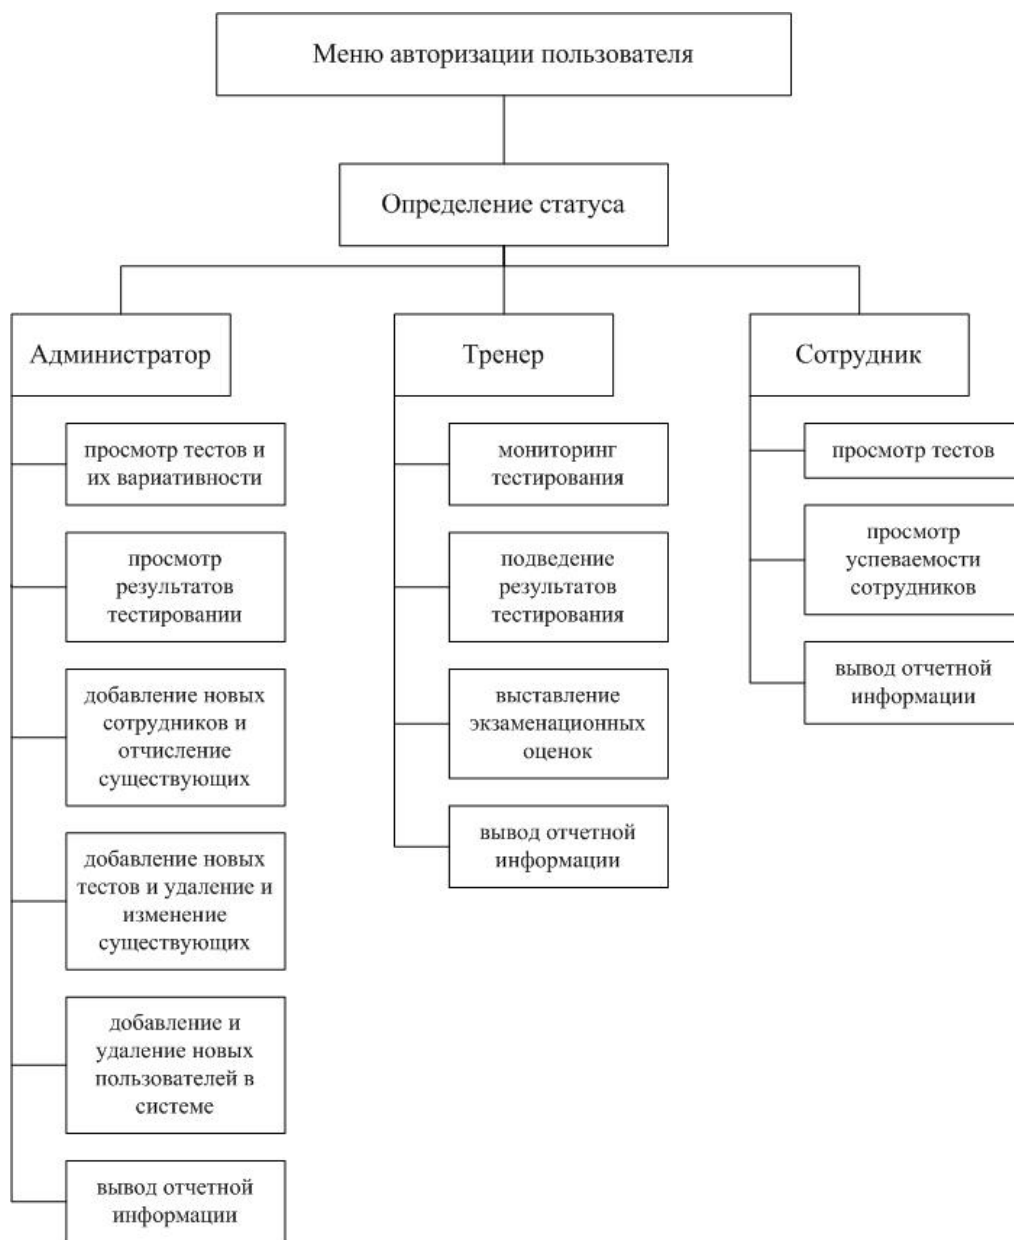 Меню авторизации пользователя
Определение статуса
Администратор
Тренер
Сотрудник
просмотр тестов и
их вариативности
просмотр
результатов
тестировании
добавление новых
сотрудников и
отчисление
существующих
добавление новых
тестов и удаление и
изменение
существующих
добавление и
удаление новых
пользователей в
системе
вывод отчетной
информации
мониторинг
тестирования
подведение
результатов
тестирования
выставление
экзаменационных
оценок
вывод отчетной
информации
просмотр тестов
просмотр
успеваемости
сотрудников
вывод отчетной
информации